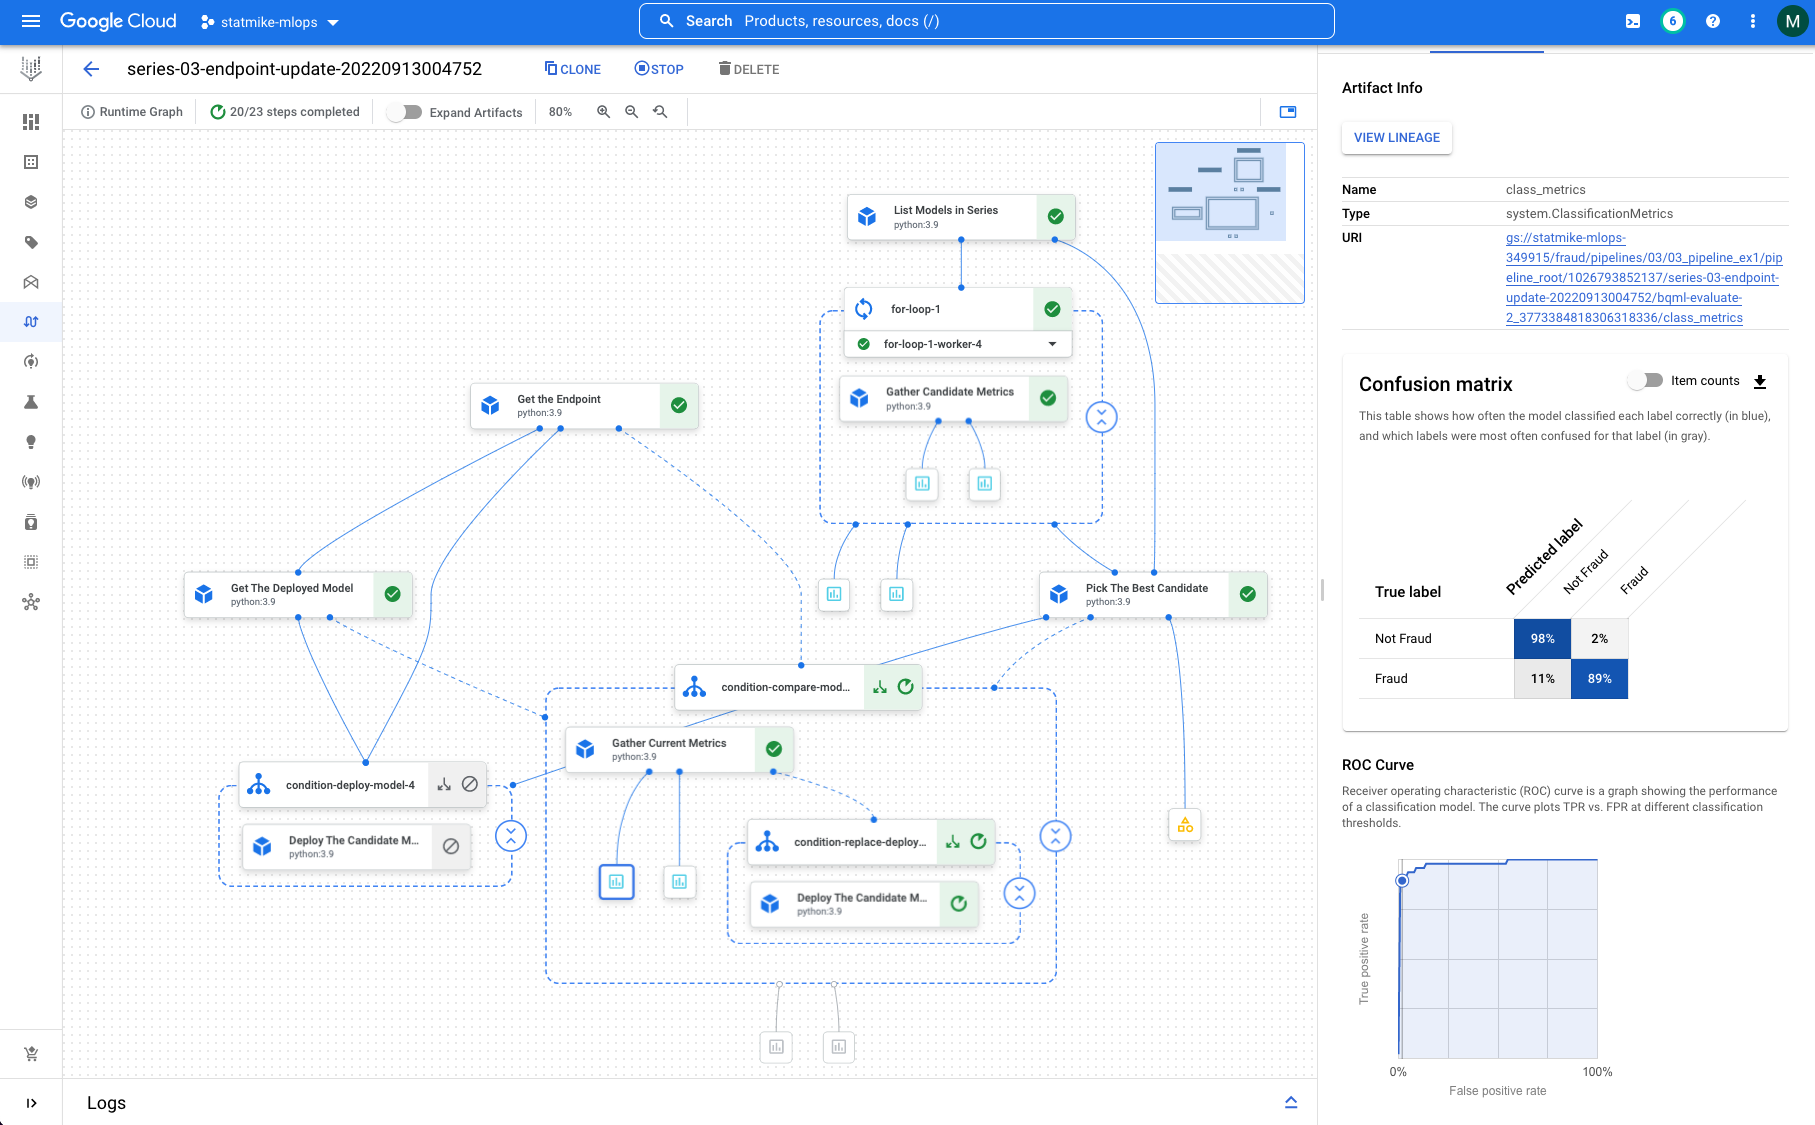 Google Cloud
statmike-mlops
Search Products, resources, docs (/)
6
M
series-03-endpoint-update-20220913004752
CLONE
STOP
DELETE
Runtime Graph
20/23 steps completed
Expand Artifacts
80%
List Models in Series
python:3.9
for-loop-1
for-loop-1-worker-4
Gather Candidate Metrics
python:3.9
Get the Endpoint
python:3.9
Get The Deployed Model
python:3.9
Pick The Best Candidate
python:3.9
condition-compare-mod...
Gather Current Metrics
python:3.9
condition-deploy-model-4
Deploy The Candidate M...
python:3.9
condition-replace-deploy...
Deploy The Candidate M...
python:3.9
Logs
Artifact Info
VIEW LINEAGE
Name class_metrics
Type system.ClassificationMetrics
URI gs://statmike-mlops-
349915/fraud/pipelines/03/03_pipeline_ex1/pip
eline_root/1026793852137/series-03-endpoint-
update-20220913004752/bqml-evaluate-
2_3773384818306318336/class_metrics
Confusion matrix
Item counts
This table shows how often the model classified each label correctly (in blue),
and which labels were most often confused for that label (in gray).
True label
Predicted label
Not Fraud
Fraud
Not Fraud 98% 2%
Fraud 11% 89%
ROC Curve
Receiver operating characteristic (ROC) curve is a graph showing the performance
of a classification model. The curve plots TPR vs. FPR at different classification
thresholds.
True positive rate
0% 100%
False positive rate